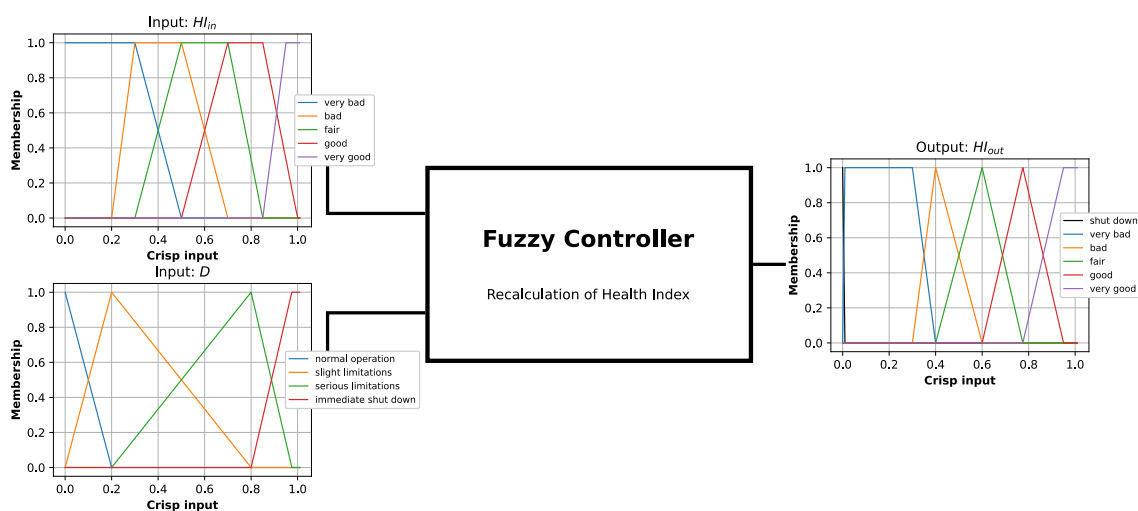 Input: HI_in
1.0
0.8
0.6
0.4
0.2
0.0
Membership
very bad
bad
fair
good
very good
0.0 0.2 0.4 0.6 0.8 1.0
Crisp input
Input: D
1.0
0.8
0.6
0.4
0.2
0.0
Membership
normal operation
slight limitations
serious limitations
immediate shut down
0.0 0.2 0.4 0.6 0.8 1.0
Crisp input
Fuzzy Controller
Recalculation of Health Index
Output: HI_out
1.0
0.8
0.6
0.4
0.2
0.0
Membership
shut down
very bad
bad
fair
good
very good
0.0 0.2 0.4 0.6 0.8 1.0
Crisp input